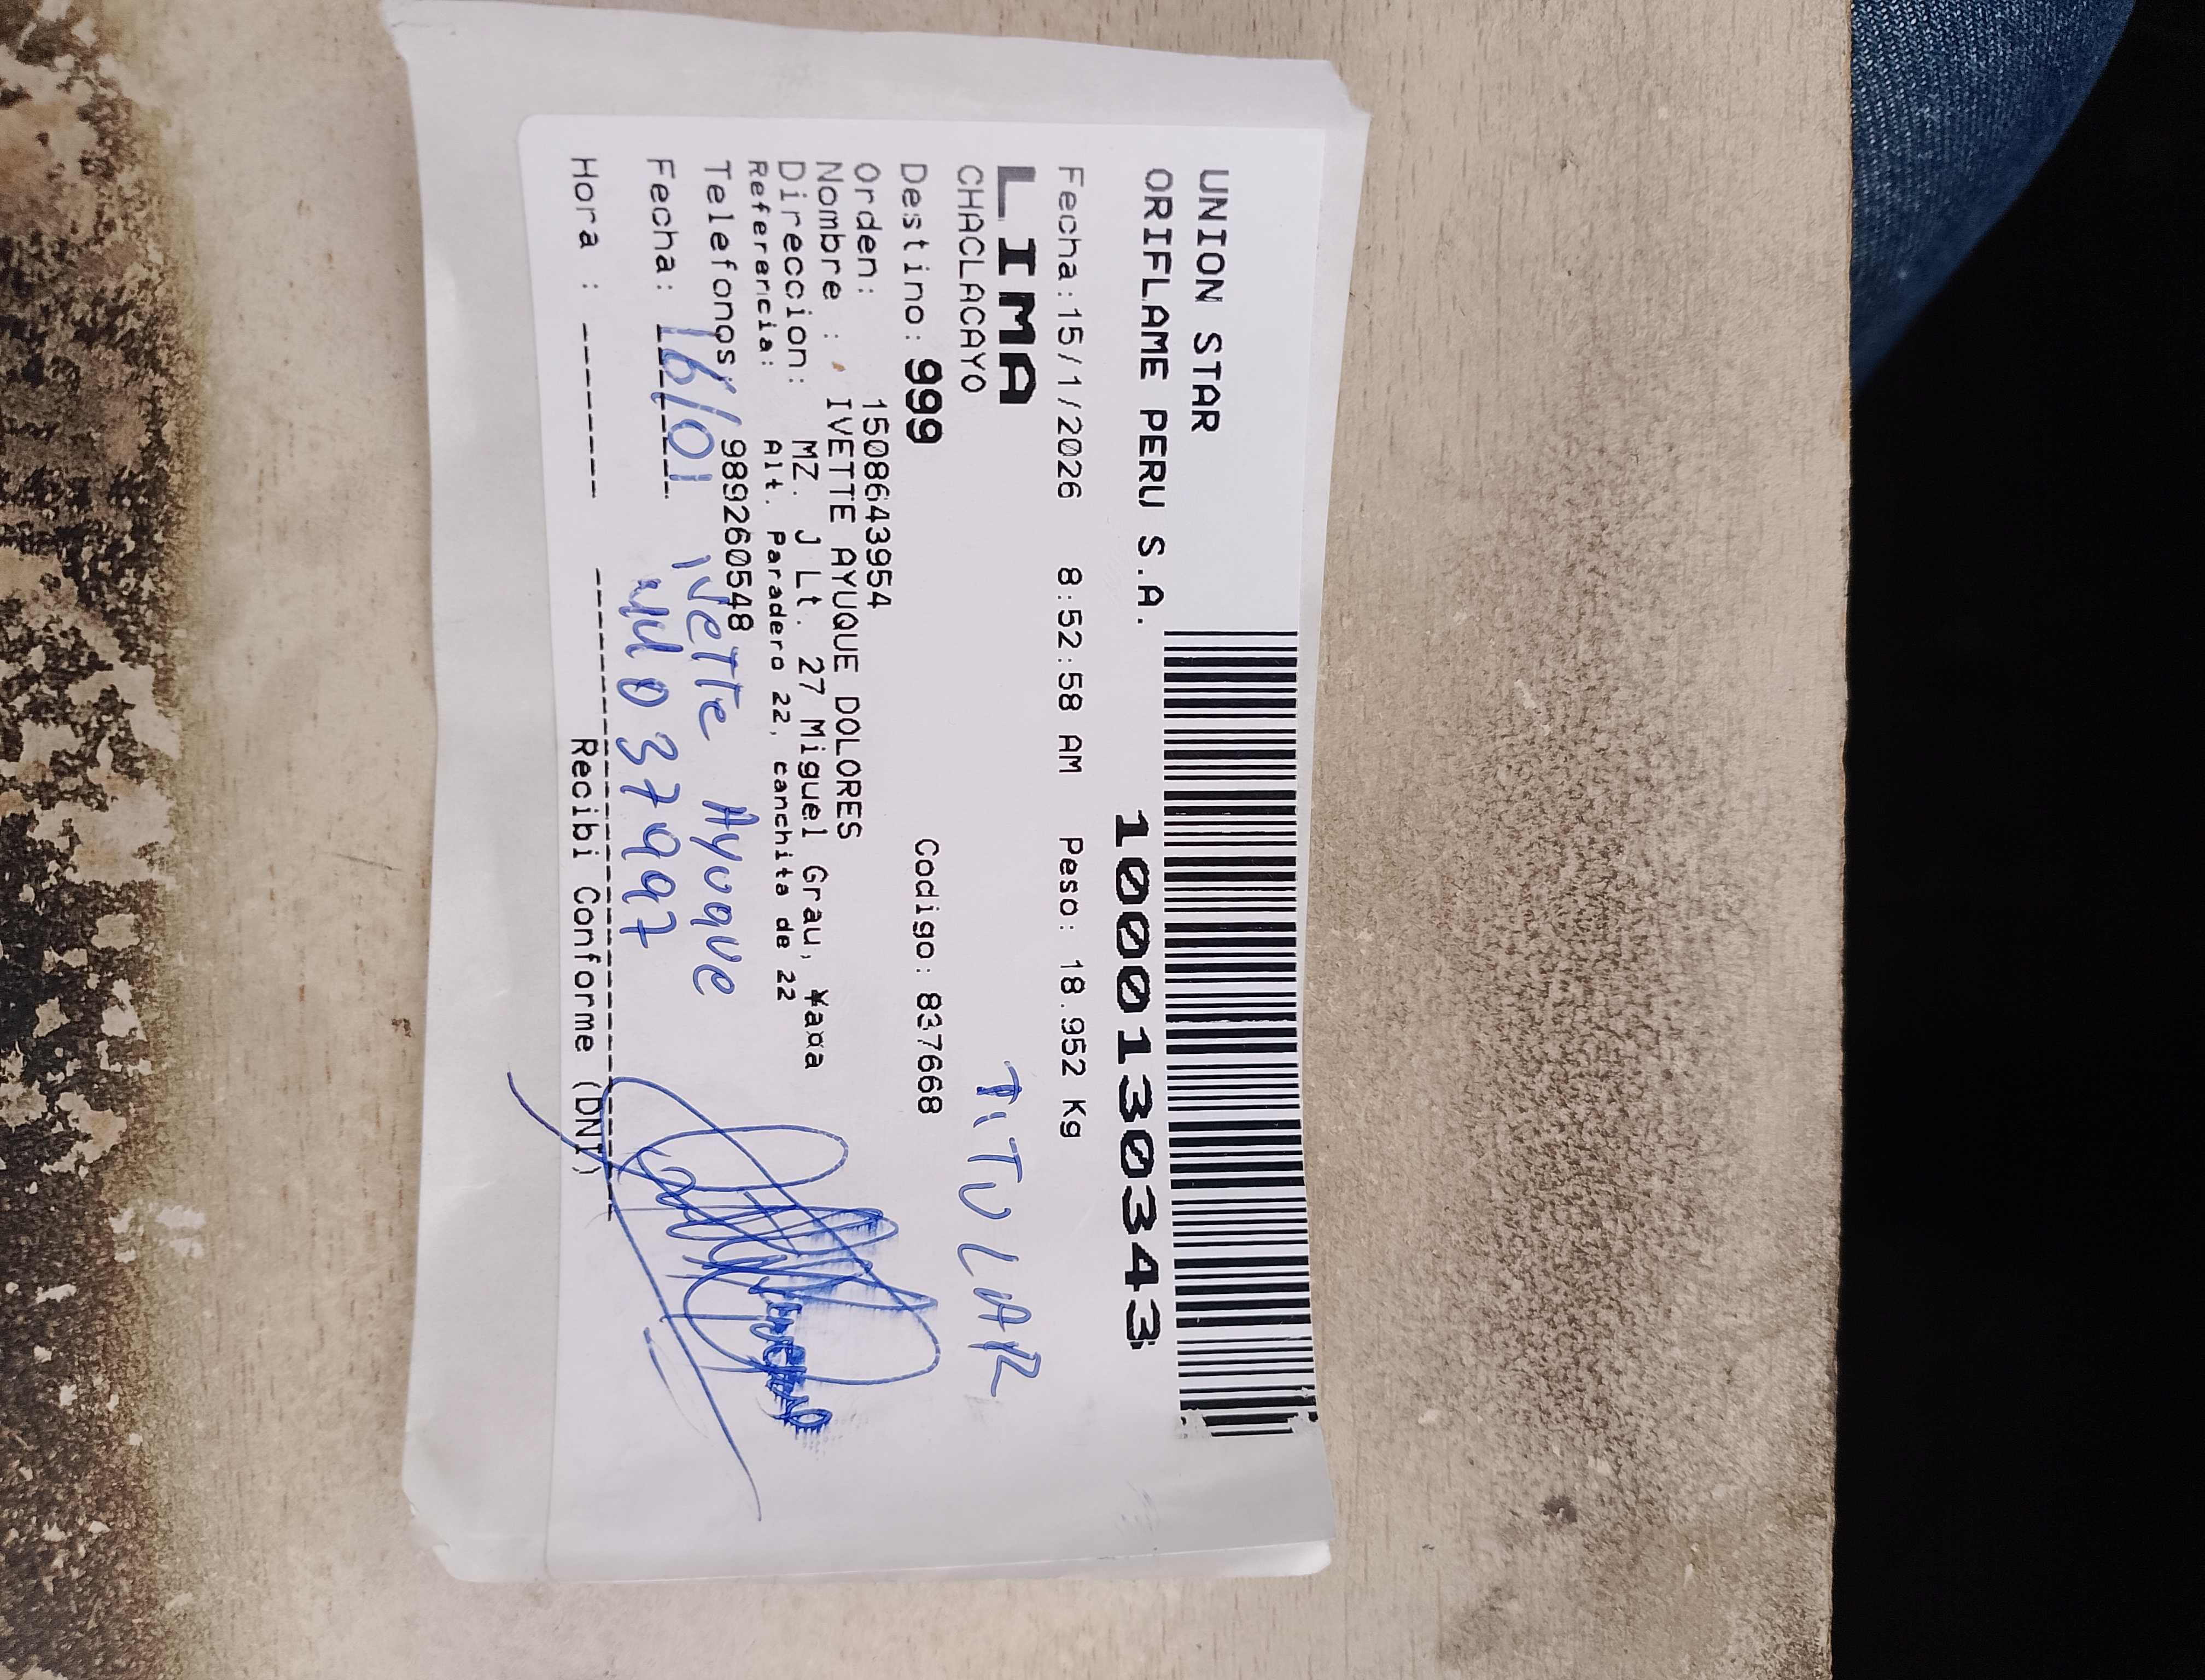 UNION STAR
ORIFLAME PERU S.A.
10001303343
Fecha:15/1/2026 8:52:58 AM Peso: 18.952 Kg
LIMA
TITULAR
CHACLACAYO
Destino: 999 Codigo: 837668
Orden: 1508643954
Nombre : IVETTE AYUQUE DOLORES
Direccion: MZ. J Lt. 27 Miguel Grau, ¥aɑa
Referencia: Alt. Paradero 22, canchita de 22
Telefonos: 989260548
Fecha: 16/01 IVETTE Ayuque
44037997
Hora :
Recibi Conforme (DNI)